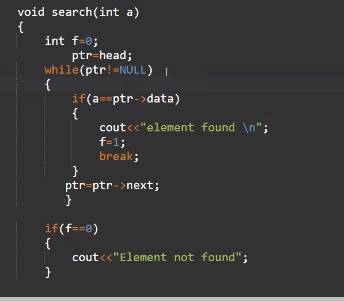 void search(int a)
{
    int f=0;
        ptr=head;
    while(ptr!=NULL)
    {
        if(a==ptr->data)
        {
            cout<<"element found \n";
            f=1;
            break;
        }
       ptr=ptr->next;
       }

    if(f==0)
    {
        cout<<"Element not found";
    }